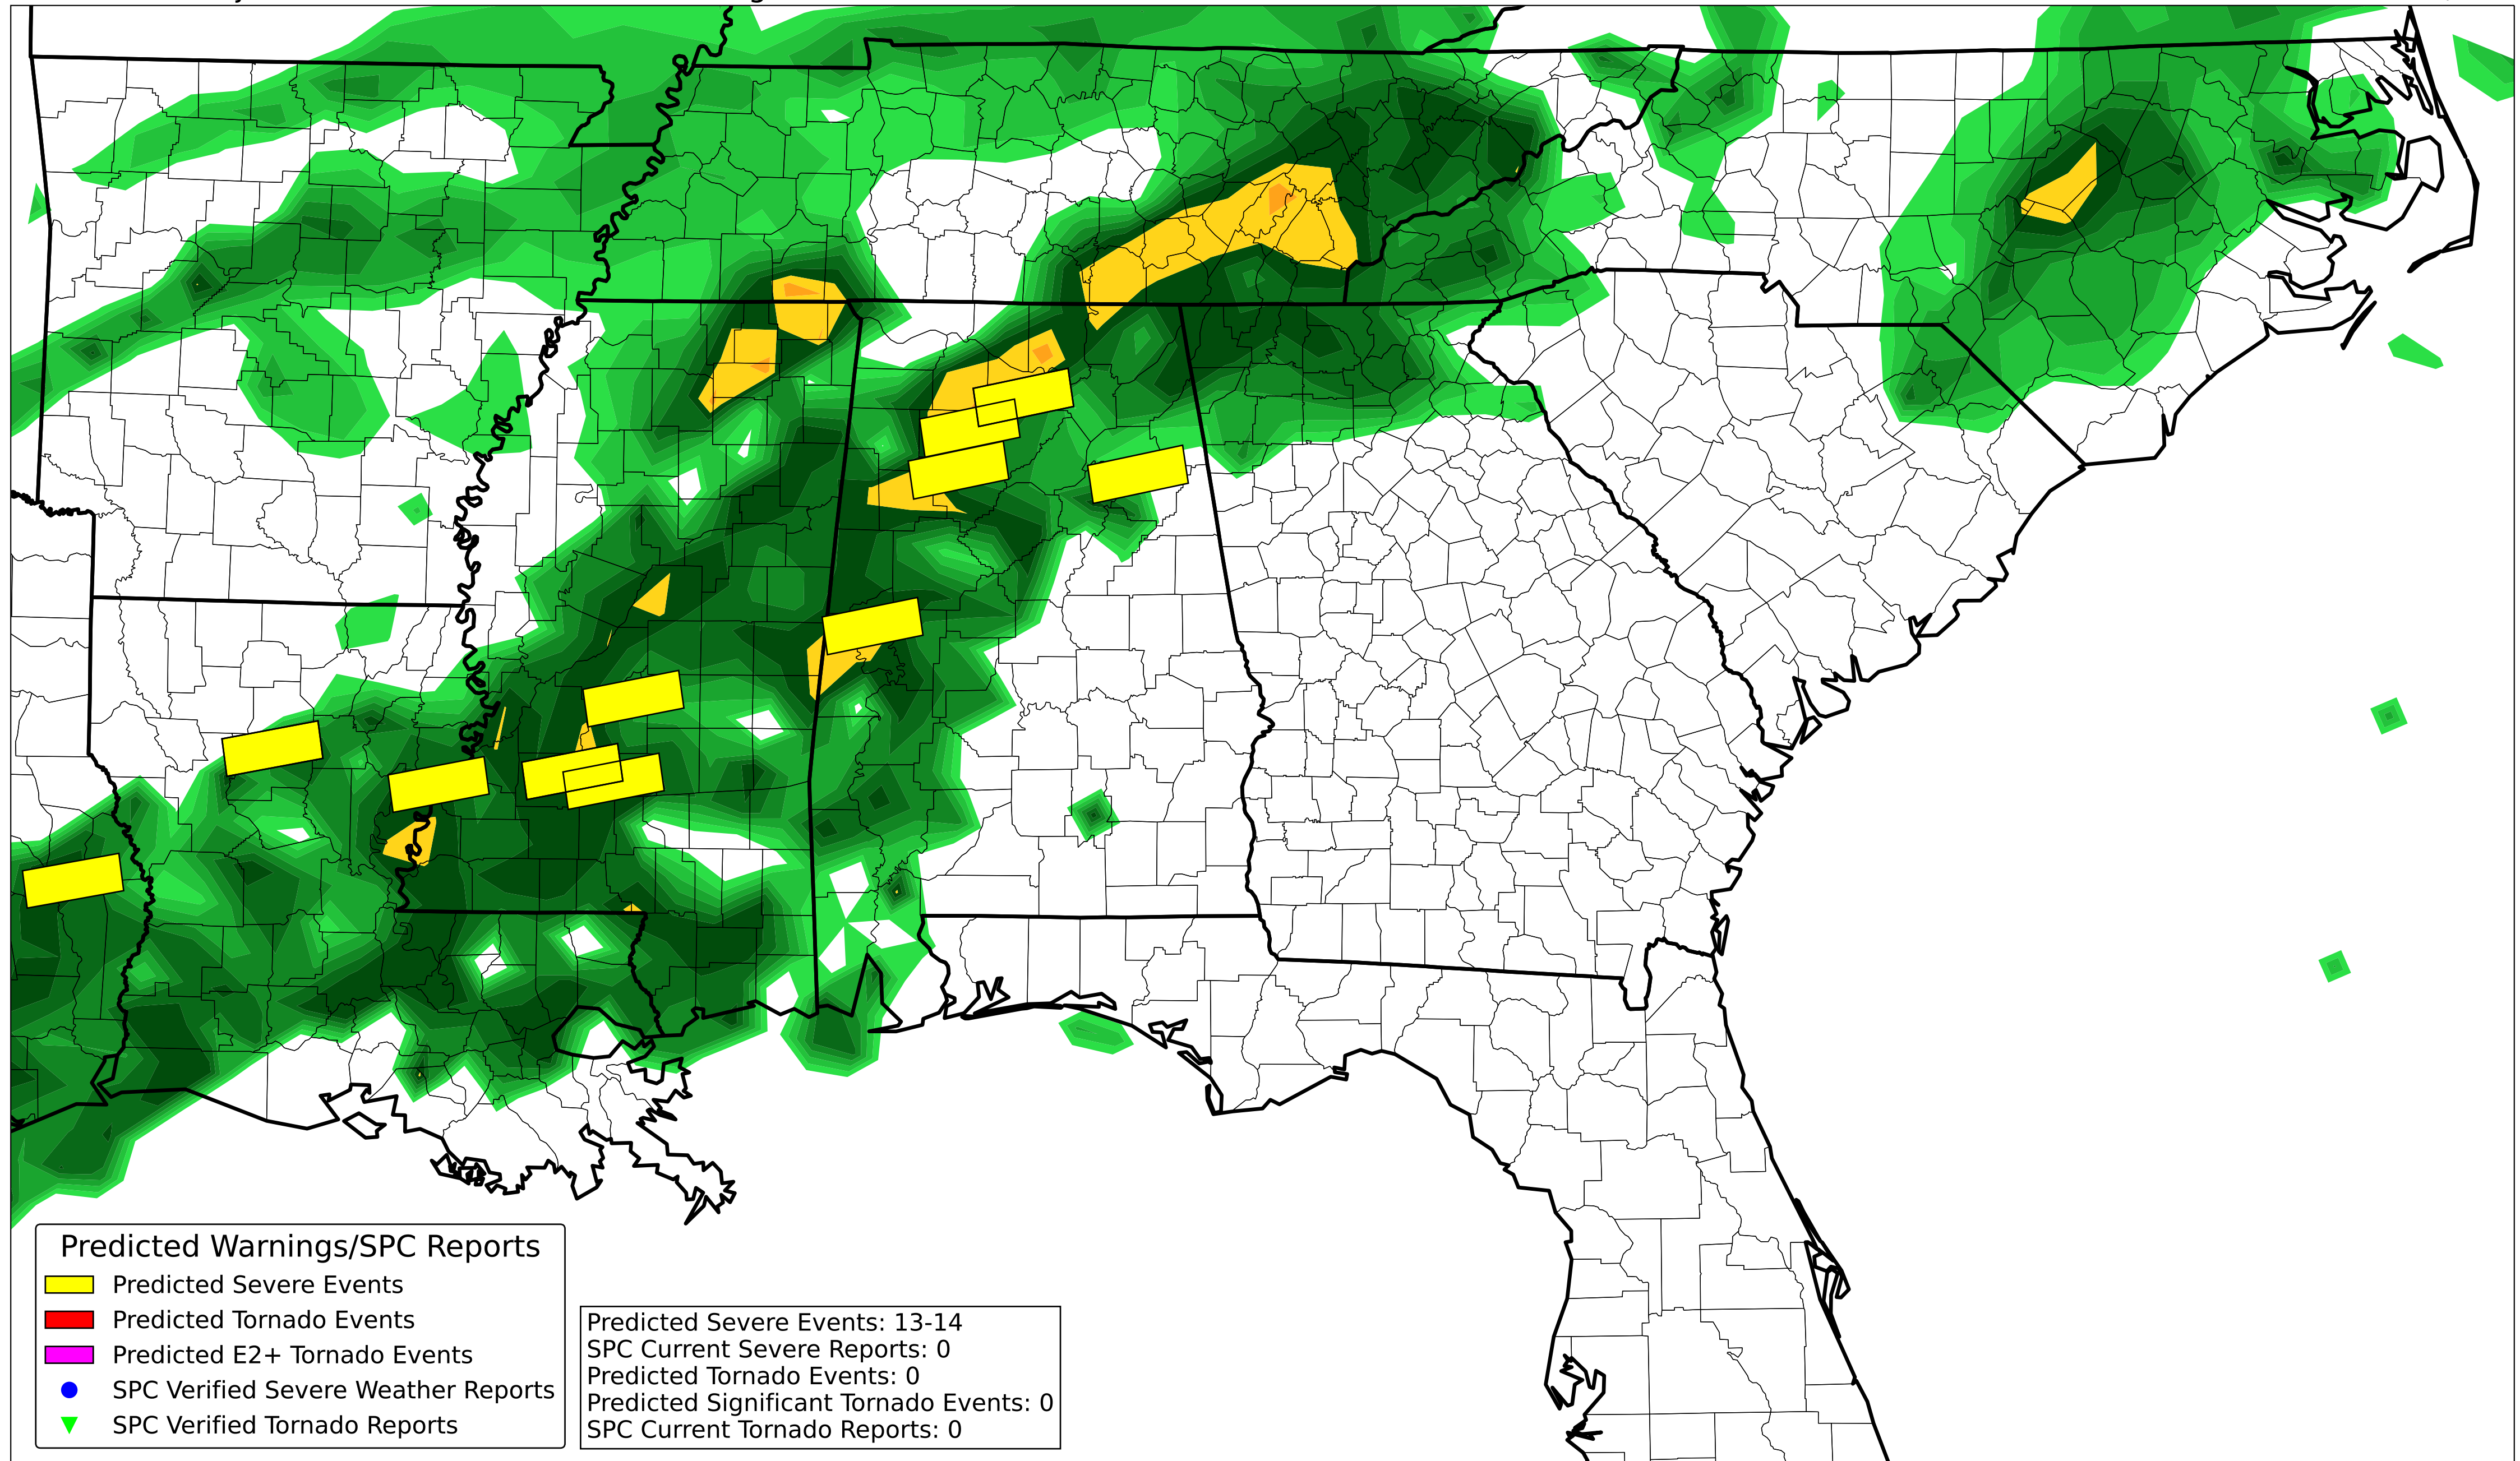 Predicted Warnings/SPC Reports
Predicted Severe Events
Predicted Tornado Events
Predicted E2+ Tornado Events
SPC Verified Severe Weather Reports
SPC Verified Tornado Reports
Predicted Severe Events: 13-14
SPC Current Severe Reports: 0
Predicted Tornado Events: 0
Predicted Significant Tornado Events: 0
SPC Current Tornado Reports: 0